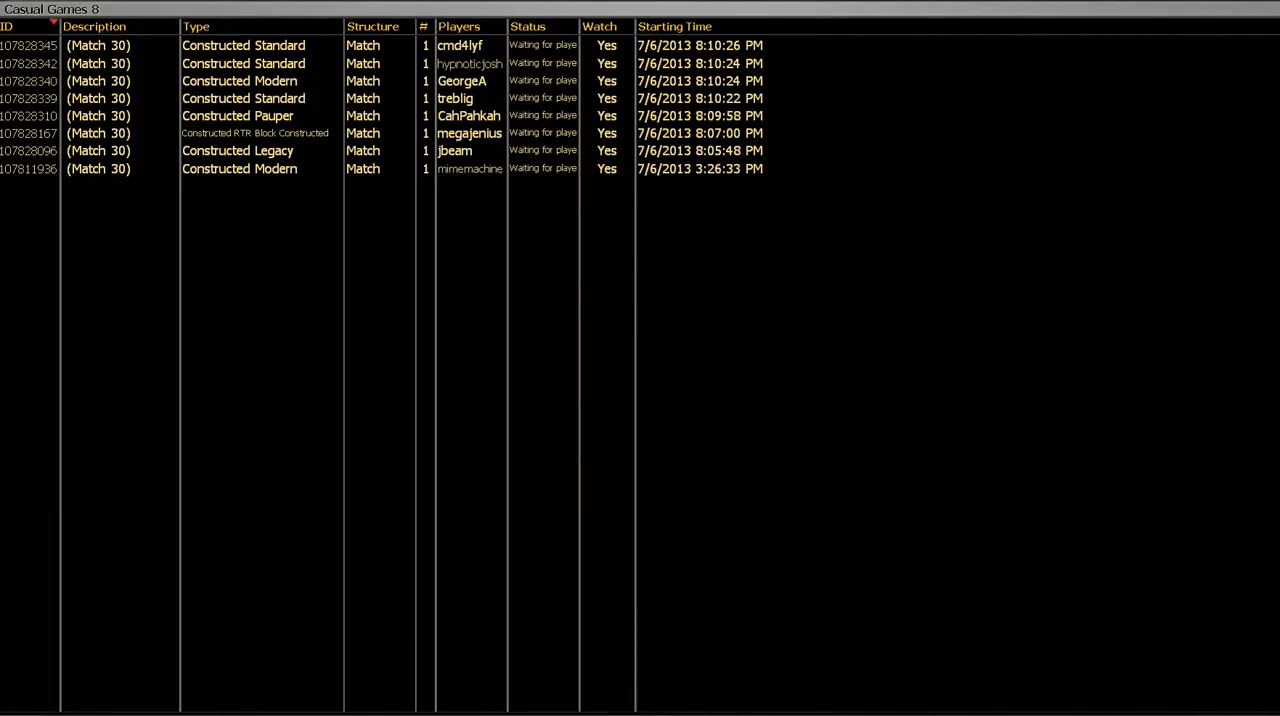 Casual Games 8
ID Description Type Structure # Players Status Watch Starting Time
107828345 (Match 30) Constructed Standard Match 1 cmd4lyf Waiting for playe Yes 7/6/2013 8:10:26 PM
107828342 (Match 30) Constructed Standard Match 1 hypnoticjosh Waiting for playe Yes 7/6/2013 8:10:24 PM
107828340 (Match 30) Constructed Modern Match 1 GeorgeA Waiting for playe Yes 7/6/2013 8:10:24 PM
107828339 (Match 30) Constructed Standard Match 1 treblig Waiting for playe Yes 7/6/2013 8:10:22 PM
107828310 (Match 30) Constructed Pauper Match 1 CahPahkah Waiting for playe Yes 7/6/2013 8:09:58 PM
107828167 (Match 30) Constructed RTR Block Constructed Match 1 megajenius Waiting for playe Yes 7/6/2013 8:07:00 PM
107828096 (Match 30) Constructed Legacy Match 1 jbeam Waiting for playe Yes 7/6/2013 8:05:48 PM
107811936 (Match 30) Constructed Modern Match 1 mimemachine Waiting for playe Yes 7/6/2013 3:26:33 PM